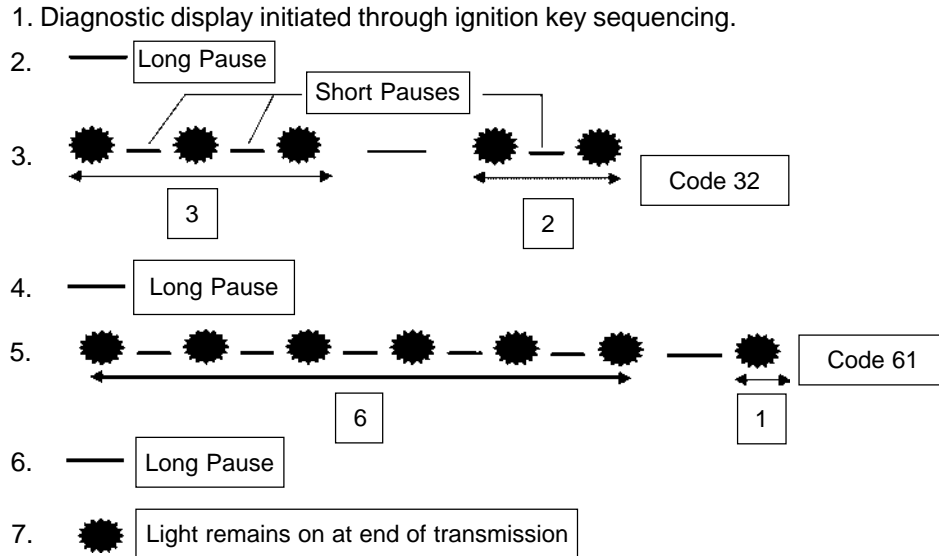 1. Diagnostic display initiated through ignition key sequencing.
2. Long Pause
Short Pauses
3. Code 32
3 2
4. Long Pause
5. Code 61
6 1
6. Long Pause
7. Light remains on at end of transmission